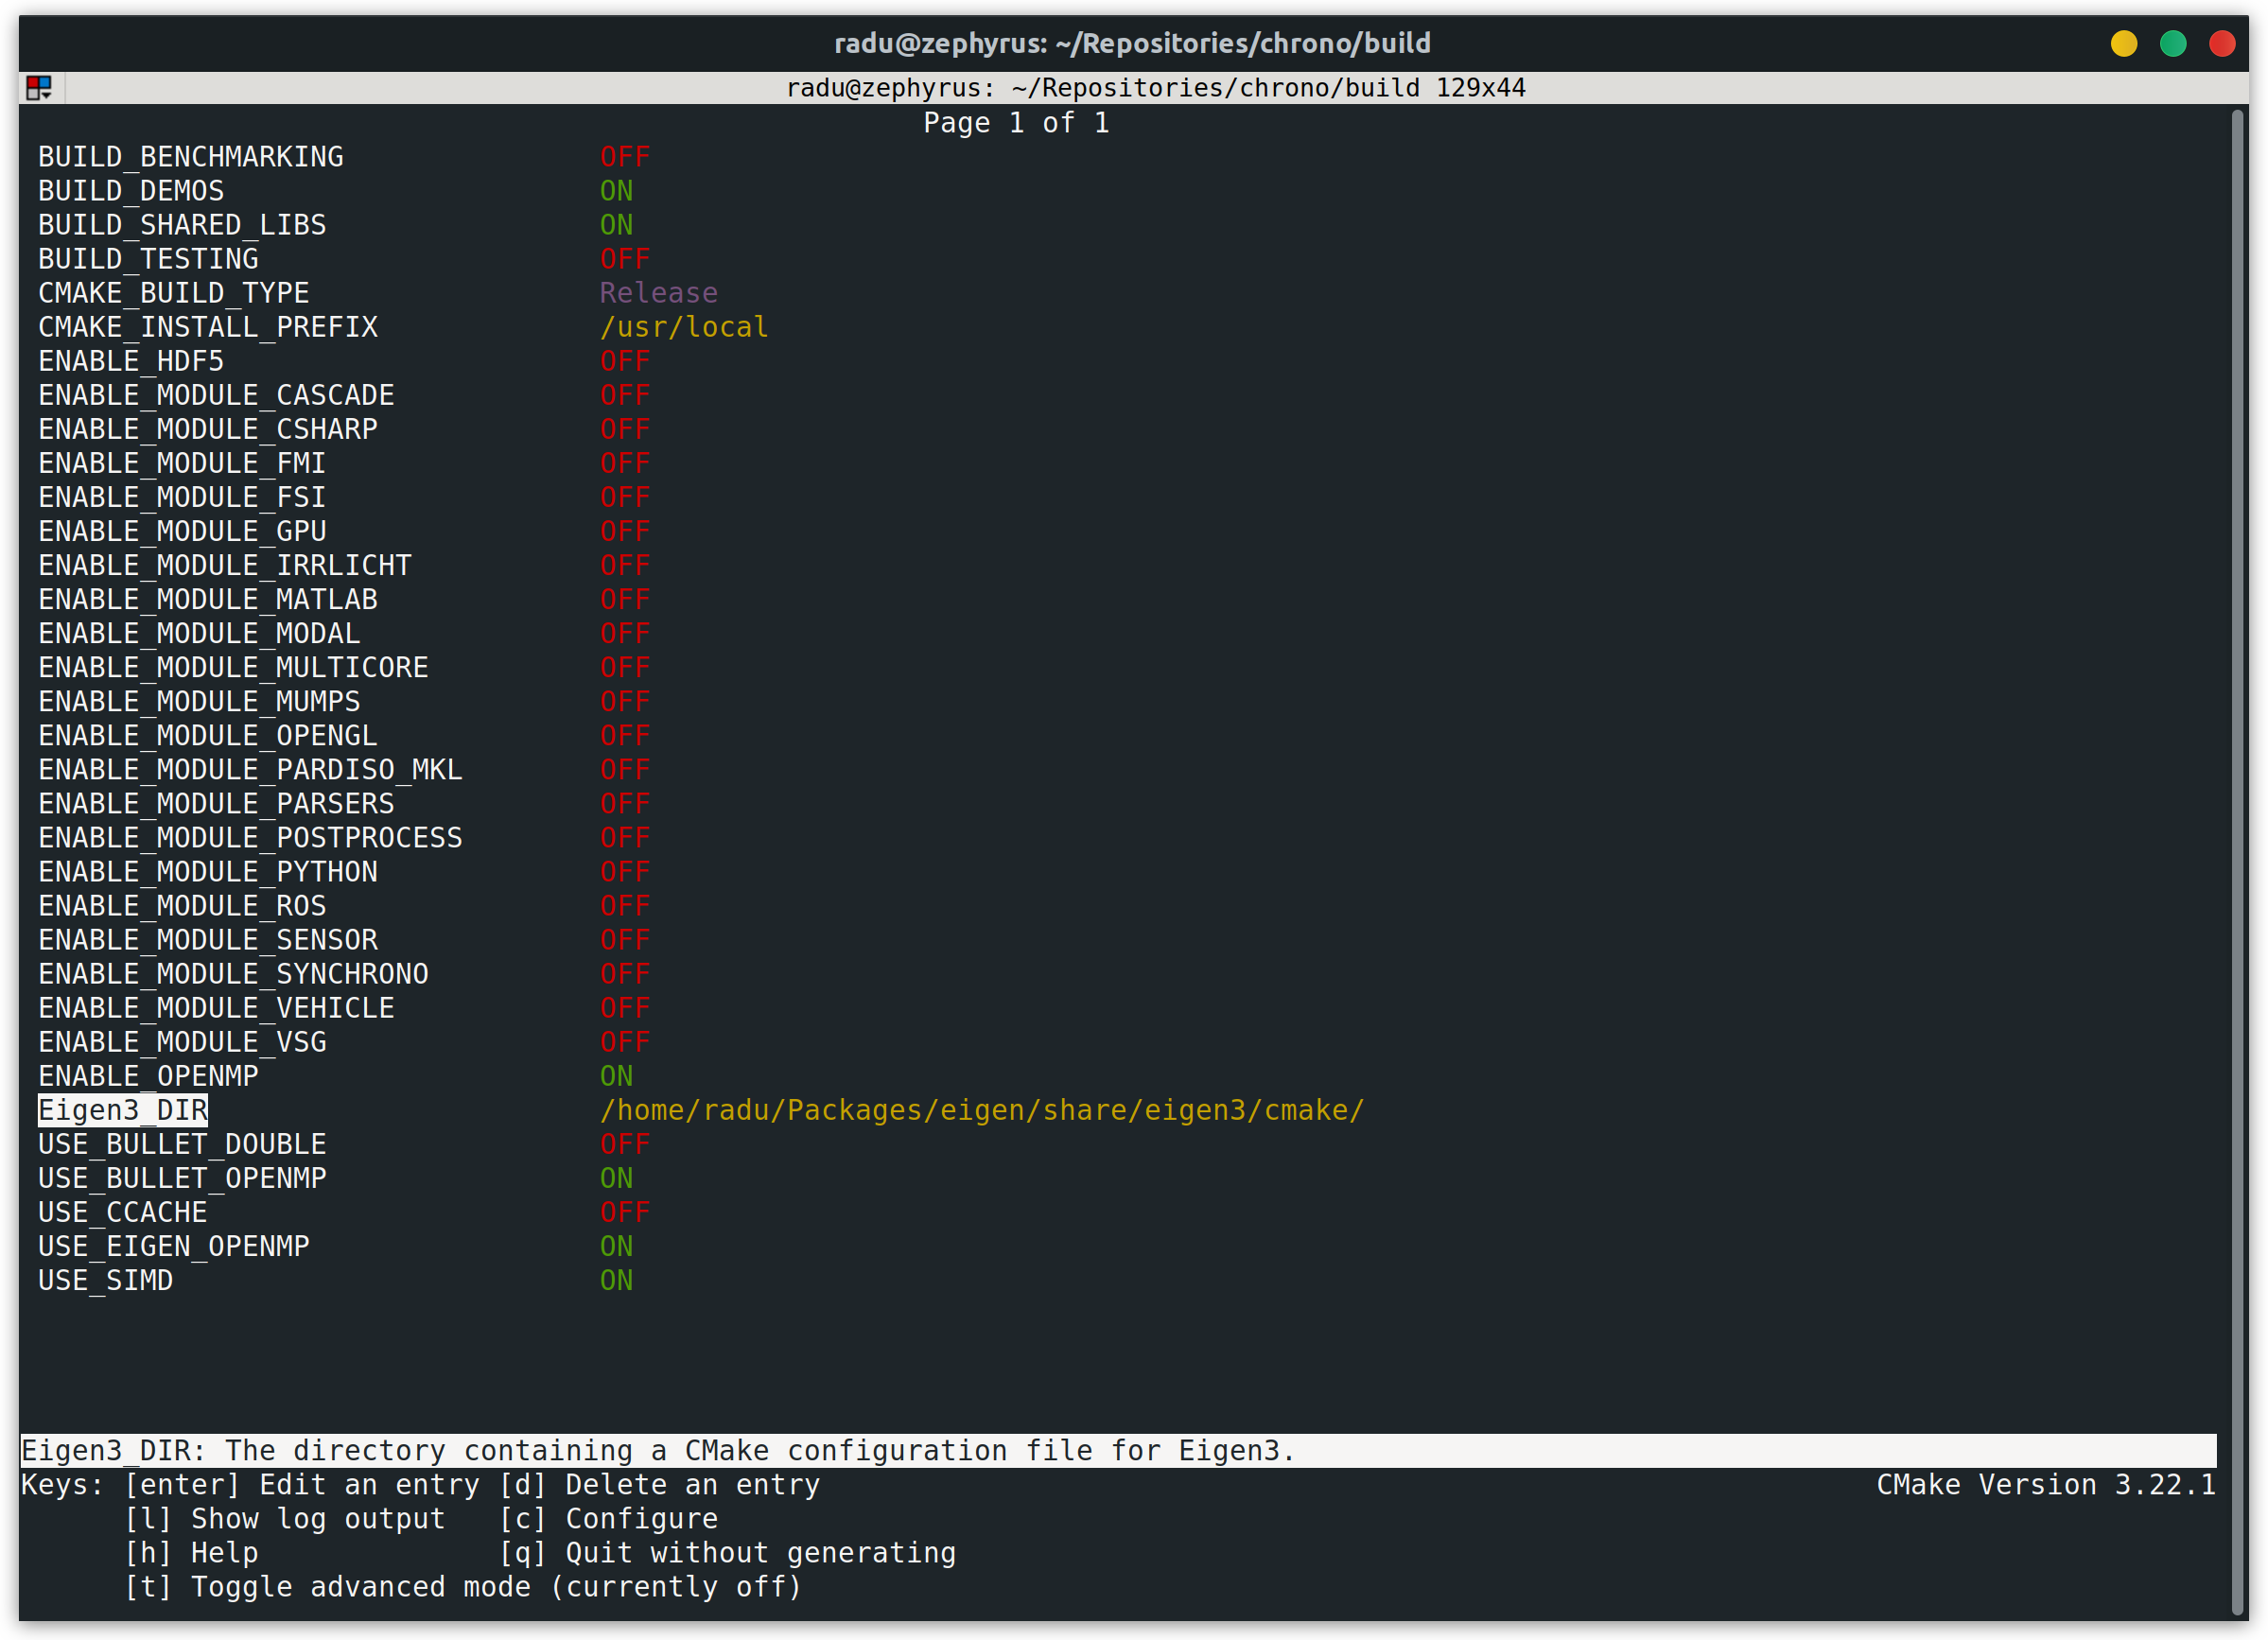 radu@zephyrus: ~/Repositories/chrono/build
radu@zephyrus: ~/Repositories/chrono/build 129x44
Page 1 of 1
BUILD_BENCHMARKING OFF
BUILD_DEMOS ON
BUILD_SHARED_LIBS ON
BUILD_TESTING OFF
CMAKE_BUILD_TYPE Release
CMAKE_INSTALL_PREFIX /usr/local
ENABLE_HDF5 OFF
ENABLE_MODULE_CASCADE OFF
ENABLE_MODULE_CSHARP OFF
ENABLE_MODULE_FMI OFF
ENABLE_MODULE_FSI OFF
ENABLE_MODULE_GPU OFF
ENABLE_MODULE_IRRLICHT OFF
ENABLE_MODULE_MATLAB OFF
ENABLE_MODULE_MODAL OFF
ENABLE_MODULE_MULTICORE OFF
ENABLE_MODULE_MUMPS OFF
ENABLE_MODULE_OPENGL OFF
ENABLE_MODULE_PARDISO_MKL OFF
ENABLE_MODULE_PARSERS OFF
ENABLE_MODULE_POSTPROCESS OFF
ENABLE_MODULE_PYTHON OFF
ENABLE_MODULE_ROS OFF
ENABLE_MODULE_SENSOR OFF
ENABLE_MODULE_SYNCHRONO OFF
ENABLE_MODULE_VEHICLE OFF
ENABLE_MODULE_VSG OFF
ENABLE_OPENMP ON
Eigen3_DIR /home/radu/Packages/eigen/share/eigen3/cmake/
USE_BULLET_DOUBLE OFF
USE_BULLET_OPENMP ON
USE_CCACHE OFF
USE_EIGEN_OPENMP ON
USE_SIMD ON
Eigen3_DIR: The directory containing a CMake configuration file for Eigen3.
Keys: [enter] Edit an entry [d] Delete an entry CMake Version 3.22.1
[l] Show log output [c] Configure
[h] Help [q] Quit without generating
[t] Toggle advanced mode (currently off)